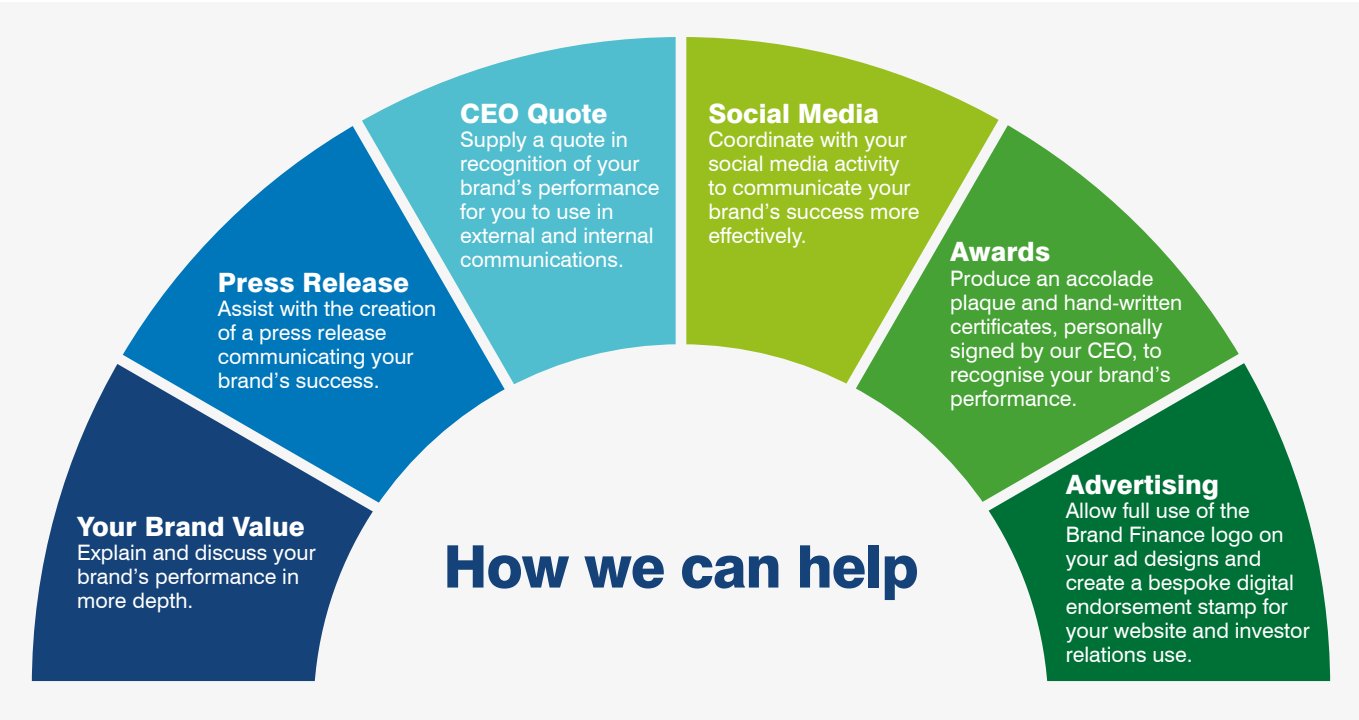 Your Brand Value
Explain and discuss your
brand's performance in
more depth.
Press Release
Assist with the creation
of a press release
communicating your
brand's success.
CEO Quote
Supply a quote in
recognition of your
brand's performance
for you to use in
external and internal
communications.
Social Media
Coordinate with your
social media activity
to communicate your
brand's success more
effectively.
Awards
Produce an accolade
plaque and hand-written
certificates, personally
signed by our CEO, to
recognise your brand's
performance.
Advertising
Allow full use of the
Brand Finance logo on
your ad designs and
create a bespoke digital
endorsement stamp for
your website and investor
relations use.
How we can help